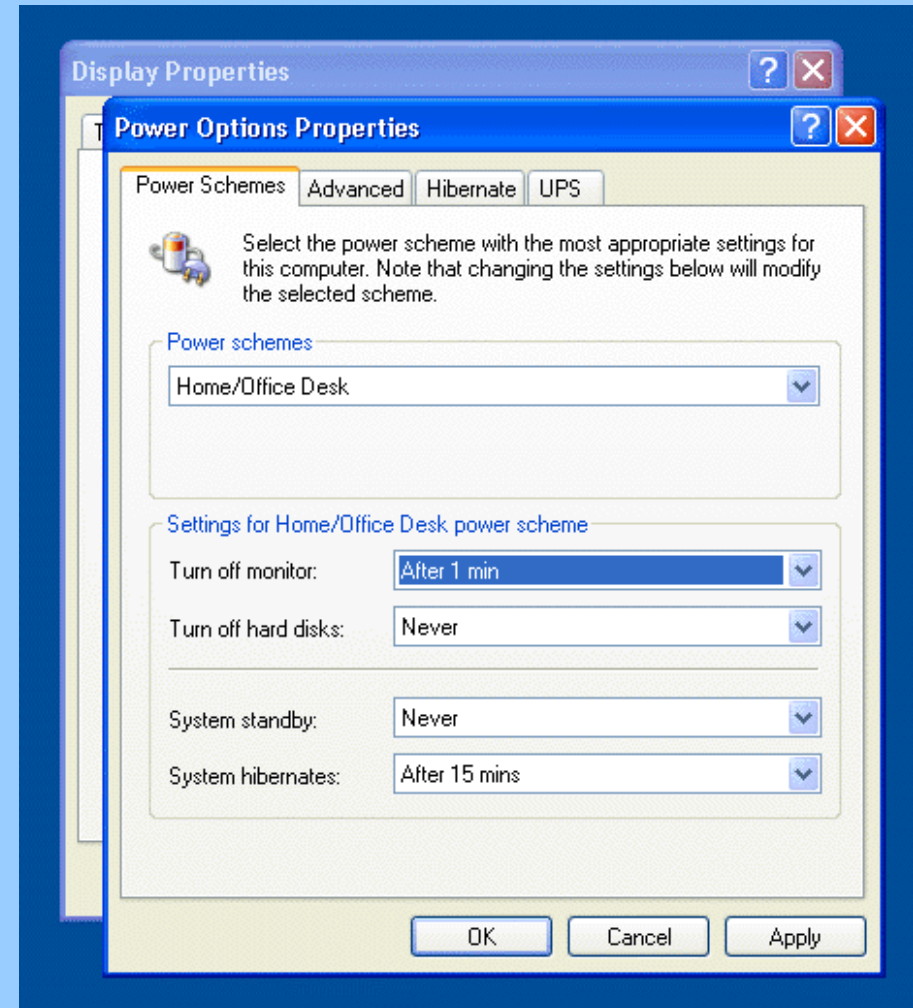 Display Properties
T
Power Options Properties
Power Schemes Advanced Hibernate UPS
Select the power scheme with the most appropriate settings for
this computer. Note that changing the settings below will modify
the selected scheme.
Power schemes
Home/Office Desk
Settings for Home/Office Desk power scheme
Turn off monitor: After 1 min
Turn off hard disks: Never
System standby: Never
System hibernates: After 15 mins
OK Cancel Apply